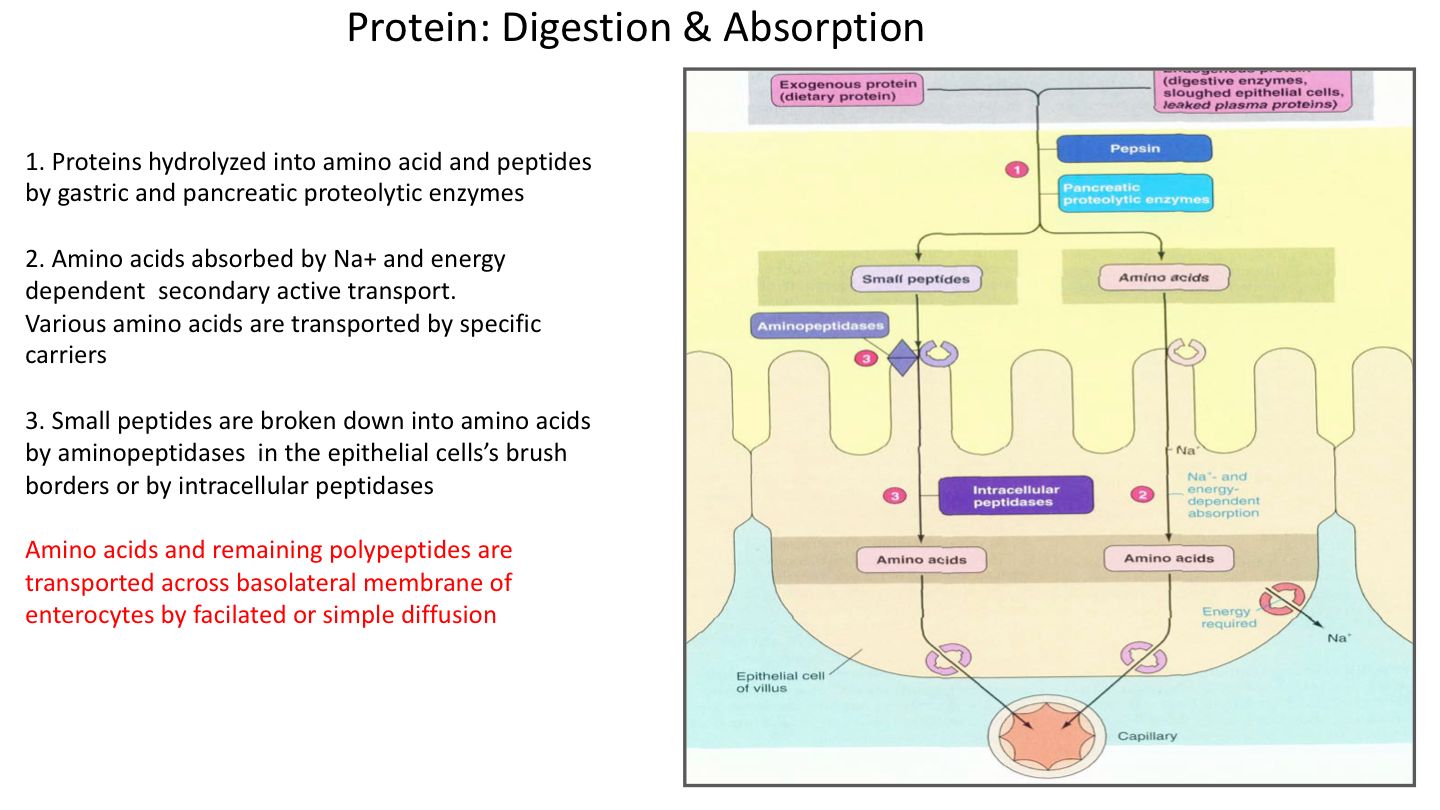 Protein: Digestion & Absorption
1. Proteins hydrolyzed into amino acid and peptides
by gastric and pancreatic proteolytic enzymes
2. Amino acids absorbed by Na+ and energy
dependent  secondary active transport.
Various amino acids are transported by specific
carriers
3. Small peptides are broken down into amino acids
by aminopeptidases  in the epithelial cells’s brush
borders or by intracellular peptidases
Amino acids and remaining polypeptides are
transported across basolateral membrane of
enterocytes by facilated or simple diffusion
Exogenous protein
(dietary protein)
Endogenous protein
(digestive enzymes,
sloughed epithelial cells,
leaked plasma proteins)
Pepsin
1
Pancreatic
proteolytic enzymes
Small peptides
Amino acids
Aminopeptidases
3
Na⁺
3
Intracellular
peptidases
2
Na⁺- and
energy-
dependent
absorption
Amino acids
Amino acids
Energy
required
Na⁺
Epithelial cell
of villus
Capillary